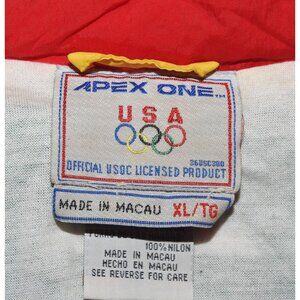 APEX ONE™
USA
36USC380
OFFICIAL USOC LICENSED PRODUCT
MADE IN MACAU XL/TG
100% NILON
MADE IN MACAU
HECHO EN MACAU
SEE REVERSE FOR CARE